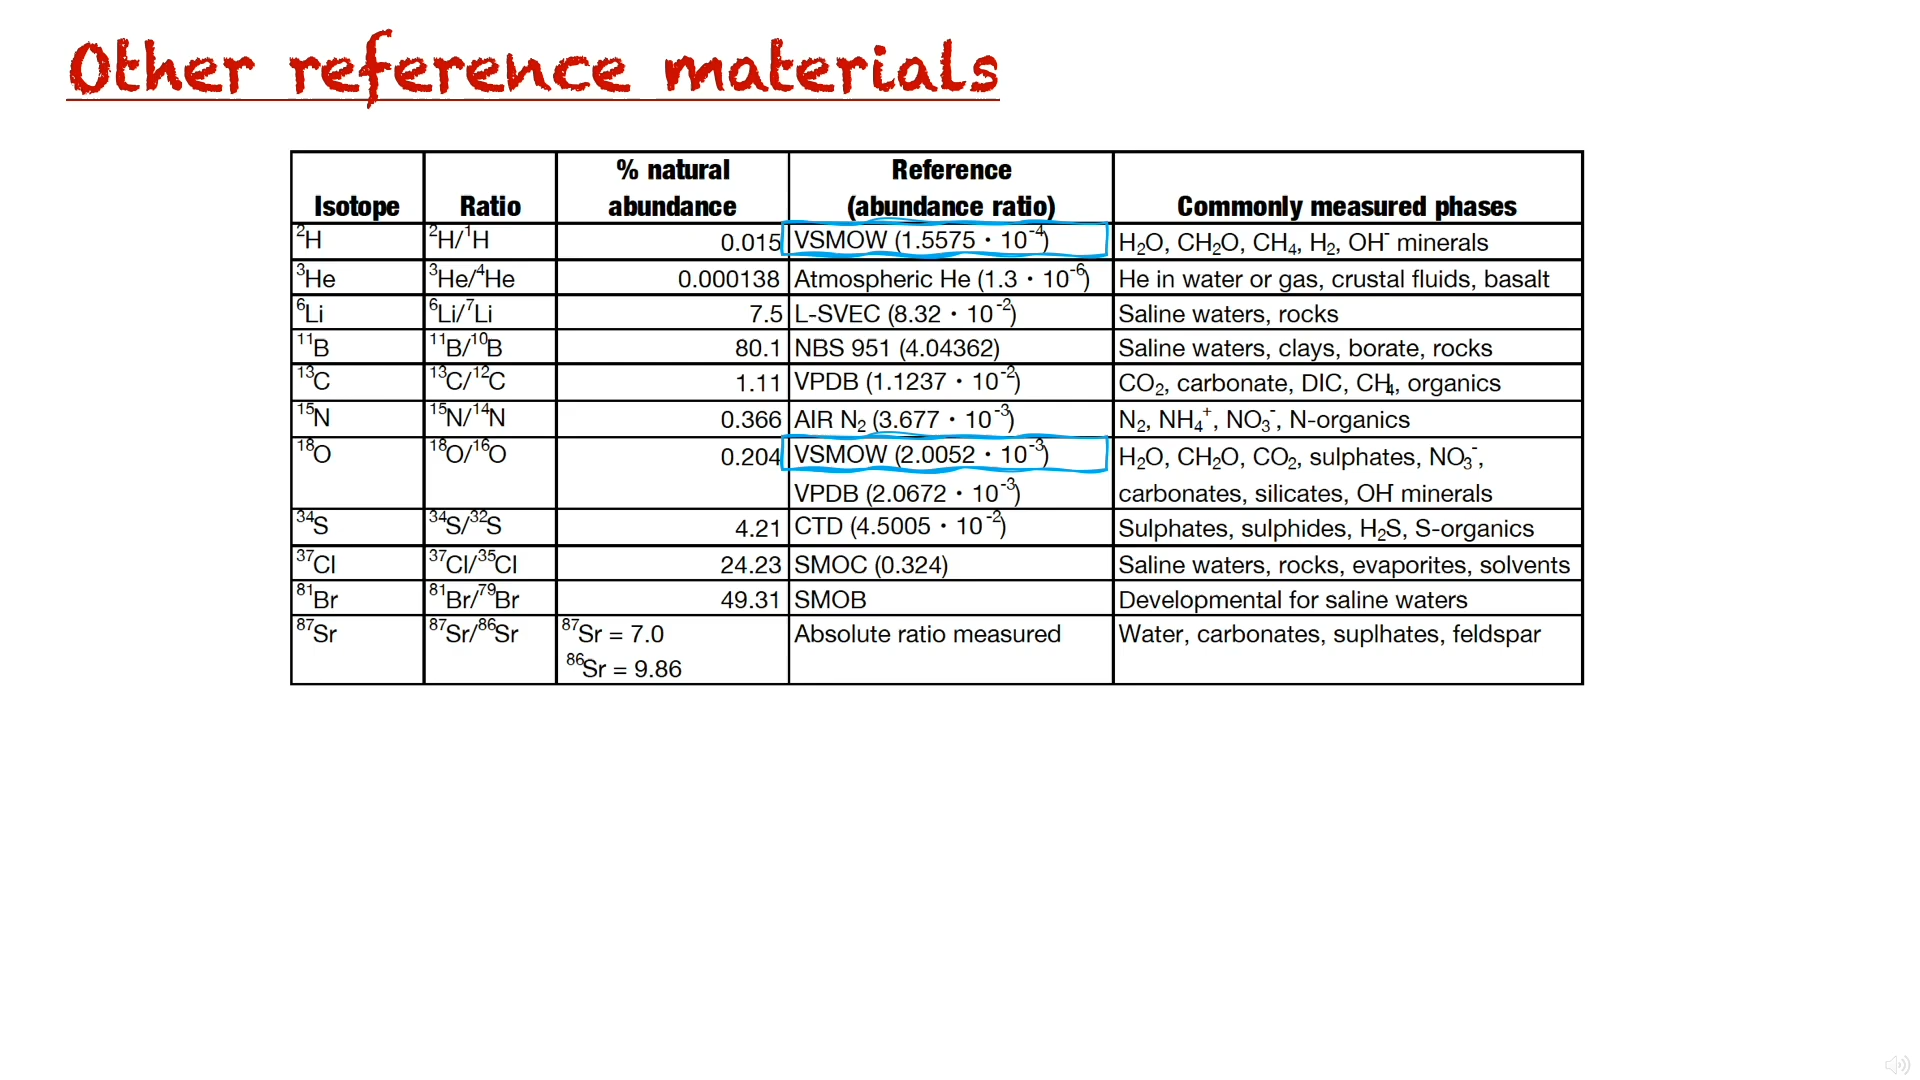 Other reference materials
Isotope Ratio % natural abundance Reference (abundance ratio) Commonly measured phases
²H ²H/¹H 0.015 VSMOW (1.5575 · 10⁻⁴) H₂O, CH₂O, CH₄, H₂, OH⁻ minerals
³He ³He/⁴He 0.000138 Atmospheric He (1.3 · 10⁻⁶) He in water or gas, crustal fluids, basalt
⁶Li ⁶Li/⁷Li 7.5 L-SVEC (8.32 · 10⁻²) Saline waters, rocks
¹¹B ¹¹B/¹⁰B 80.1 NBS 951 (4.04362) Saline waters, clays, borate, rocks
¹³C ¹³C/¹²C 1.11 VPDB (1.1237 · 10⁻²) CO₂, carbonate, DIC, CH₄, organics
¹⁵N ¹⁵N/¹⁴N 0.366 AIR N₂ (3.677 · 10⁻³) N₂, NH₄⁺, NO₃⁻, N-organics
¹⁸O ¹⁸O/¹⁶O 0.204 VSMOW (2.0052 · 10⁻³) H₂O, CH₂O, CO₂, sulphates, NO₃⁻,
VPDB (2.0672 · 10⁻³) carbonates, silicates, OH⁻ minerals
³⁴S ³⁴S/³²S 4.21 CTD (4.5005 · 10⁻²) Sulphates, sulphides, H₂S, S-organics
³⁷Cl ³⁷Cl/³⁵Cl 24.23 SMOC (0.324) Saline waters, rocks, evaporites, solvents
⁸¹Br ⁸¹Br/⁷⁹Br 49.31 SMOB Developmental for saline waters
⁸⁷Sr ⁸⁷Sr/⁸⁶Sr ⁸⁷Sr = 7.0 Absolute ratio measured Water, carbonates, suplhates, feldspar
⁸⁶Sr = 9.86